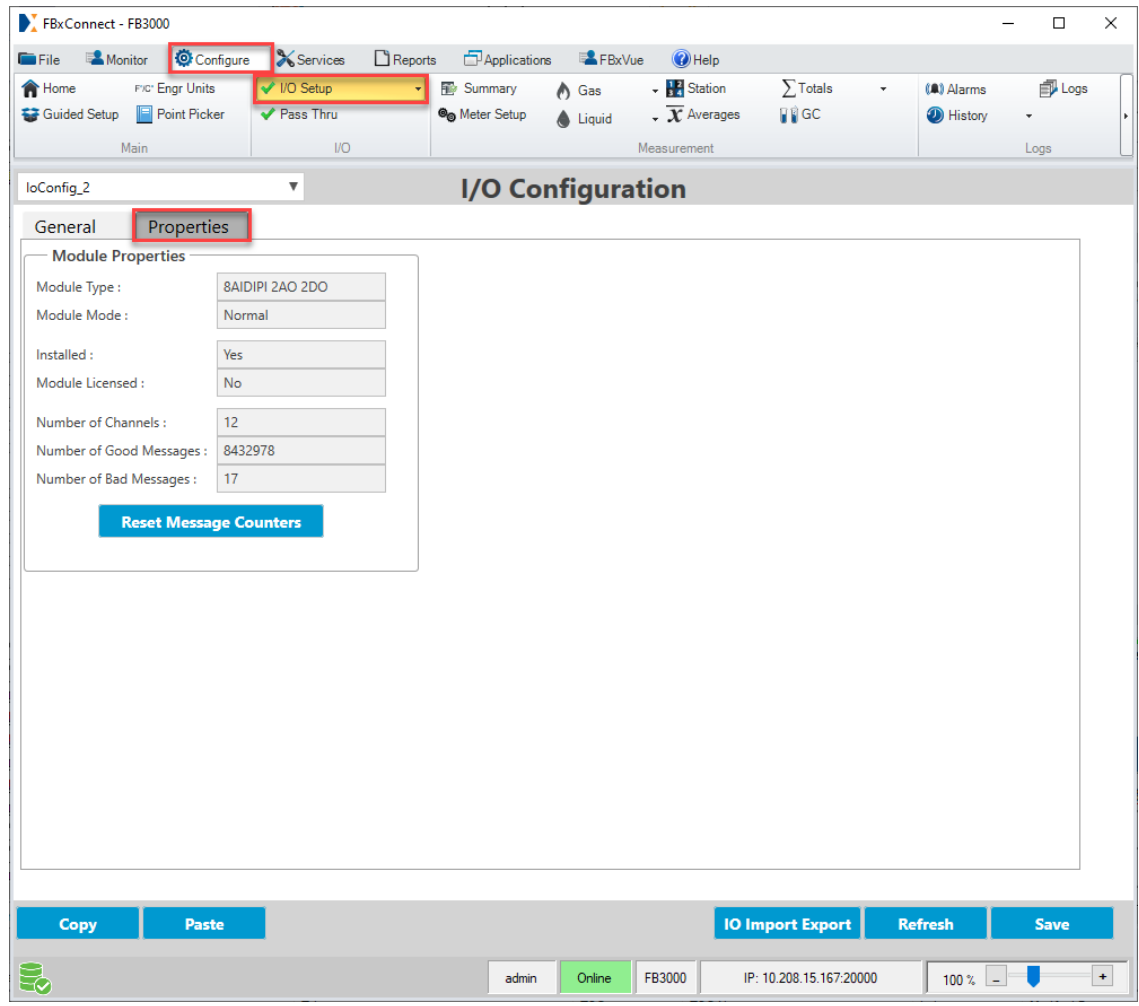 FBxConnect - FB3000
File Monitor Configure Services Reports Applications FBxVue Help
Home Engr Units I/O Setup Summary Gas Station Totals Alarms Logs
Guided Setup Point Picker Pass Thru Meter Setup Liquid Averages GC History
Main I/O Measurement Logs
IoConfig_2 I/O Configuration
General Properties
Module Properties
Module Type : 8AIDIPI 2AO 2DO
Module Mode : Normal
Installed : Yes
Module Licensed : No
Number of Channels : 12
Number of Good Messages : 8432978
Number of Bad Messages : 17
Reset Message Counters
Copy Paste IO Import Export Refresh Save
admin Online FB3000 IP: 10.208.15.167:20000 100 %